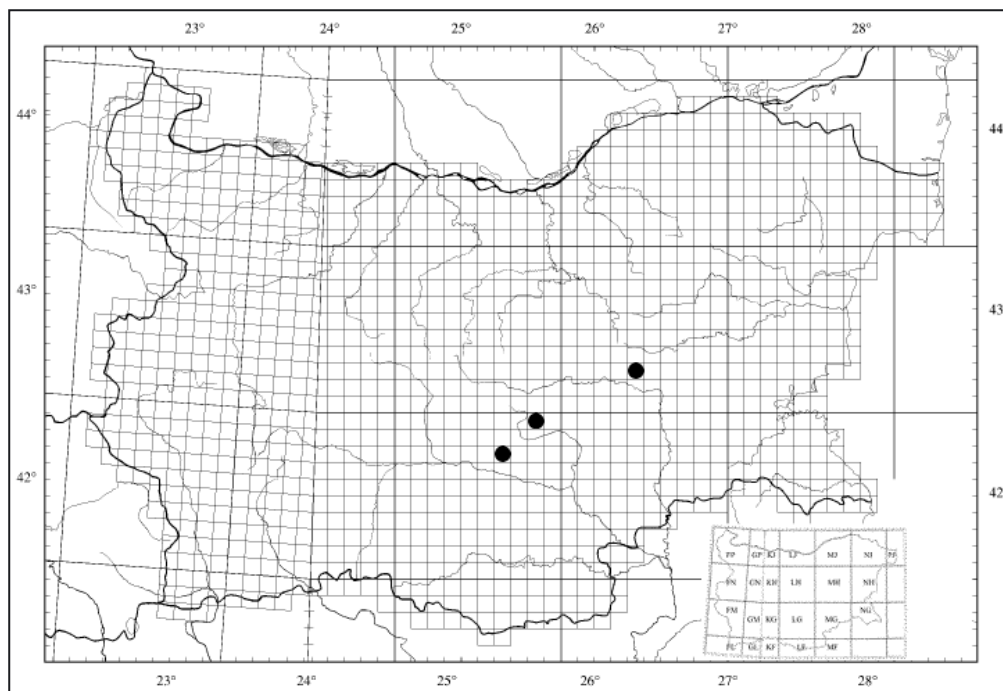 23° 24° 25° 26° 27° 28°
44° 44
43° 43
42° 42
FP GP KJ LJ MJ NJ
FN GN KH LH MH NH
FM GM KG LG MG NG
GL KF LF MF
23° 24° 25° 26° 27° 28°